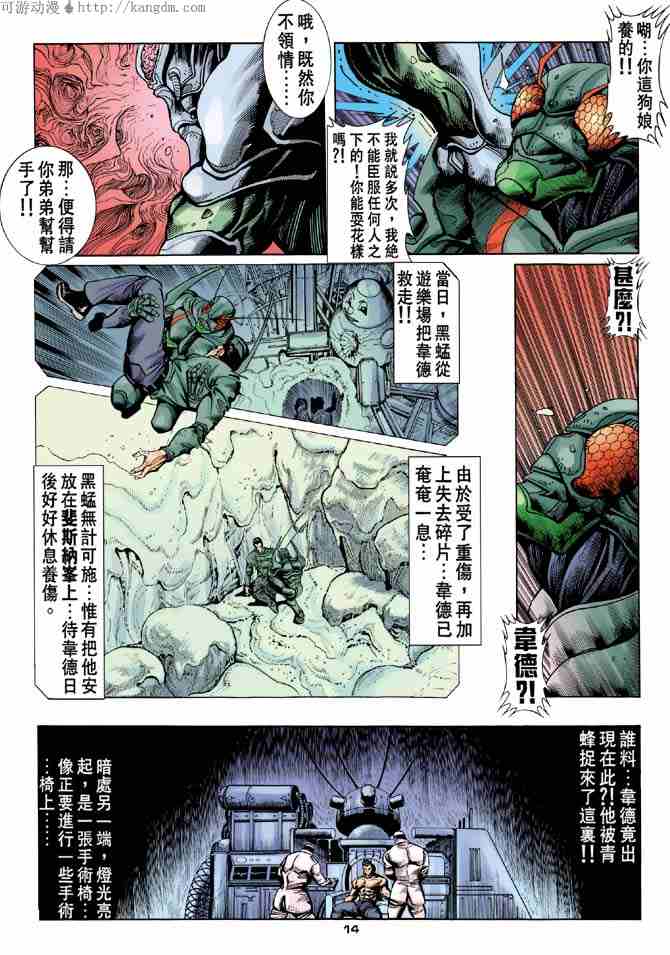 可游动漫 http://kangdm.com/
嘲…你這狗娘
養的!!
我就説多次，我絶
不能臣服任何人之
下的！你能耍花樣
嗎?!
哦，既然你
不領情……
那…便得請
你弟弟幫幫
手了!!
甚麼?!
韋德?!
當日，黑蜢從
遊樂場把韋德
救走!!
由於受了重傷，再加
上失去碎片…韋德已
奄奄一息…
黑蜢無計可施…惟有把他安
放在斐斯納峯上…待韋德日
後好好休息養傷。
誰料…韋德竟出
現在此?!他被青
蜂捉來了這裏!!
暗處另一端，燈光亮
起，是一張手術椅…
像正要進行一些手術
…椅上……
14